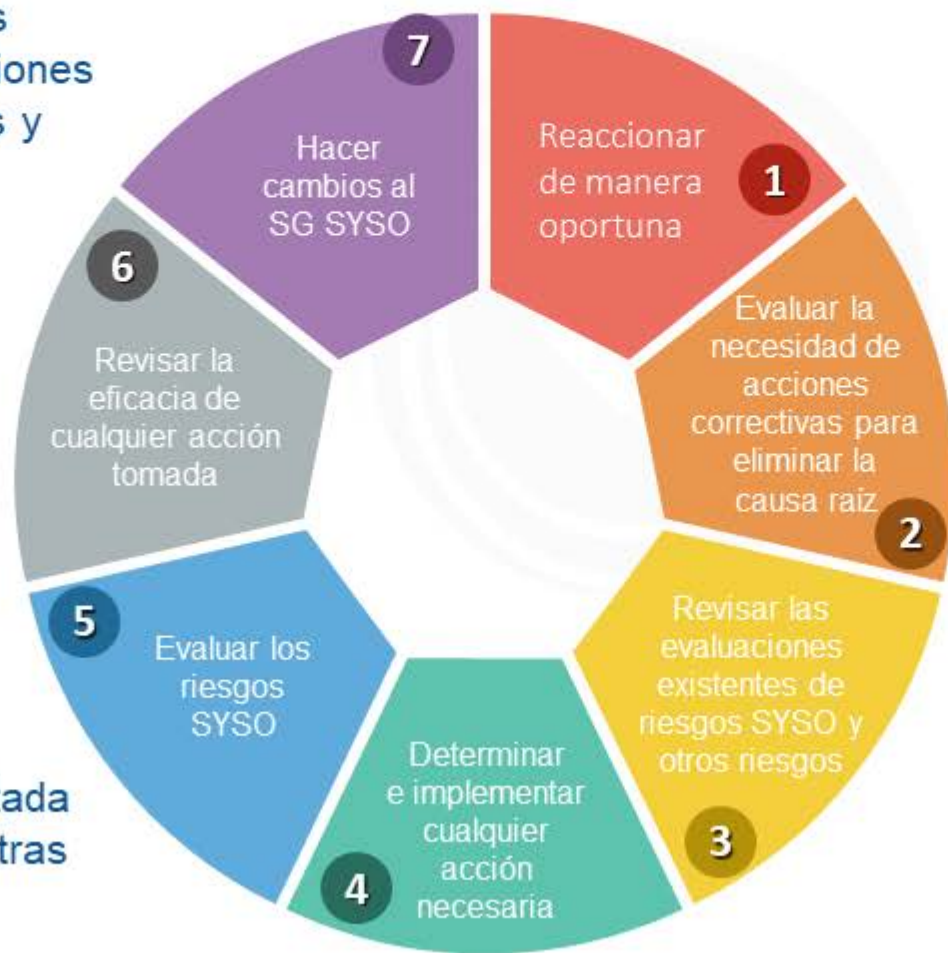 s
iones
s y
7
Hacer
cambios al
SG SYSO
1
Reaccionar
de manera
oportuna
2
Evaluar la
necesidad de
acciones
correctivas para
eliminar la
causa raíz
3
Revisar las
evaluaciones
existentes de
riesgos SYSO y
otros riesgos
4
Determinar
e implementar
cualquier
acción
necesaria
5
Evaluar los
riesgos
SYSO
6
Revisar la
eficacia de
cualquier acción
tomada
tada
tras